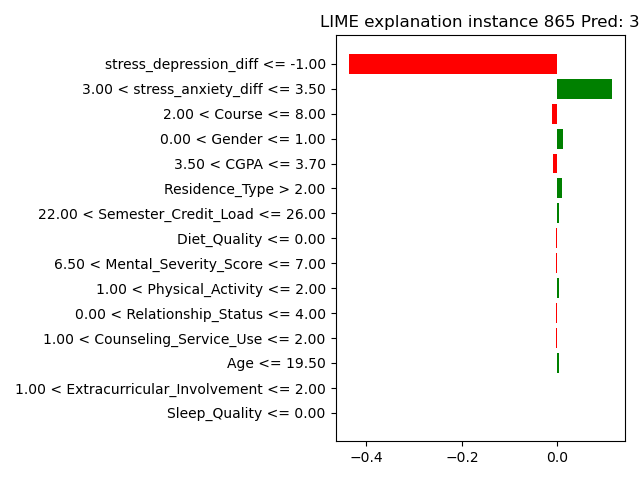 LIME explanation instance 865 Pred: 3
stress_depression_diff <= -1.00
3.00 < stress_anxiety_diff <= 3.50
2.00 < Course <= 8.00
0.00 < Gender <= 1.00
3.50 < CGPA <= 3.70
Residence_Type > 2.00
22.00 < Semester_Credit_Load <= 26.00
Diet_Quality <= 0.00
6.50 < Mental_Severity_Score <= 7.00
1.00 < Physical_Activity <= 2.00
0.00 < Relationship_Status <= 4.00
1.00 < Counseling_Service_Use <= 2.00
Age <= 19.50
1.00 < Extracurricular_Involvement <= 2.00
Sleep_Quality <= 0.00
−0.4 −0.2 0.0